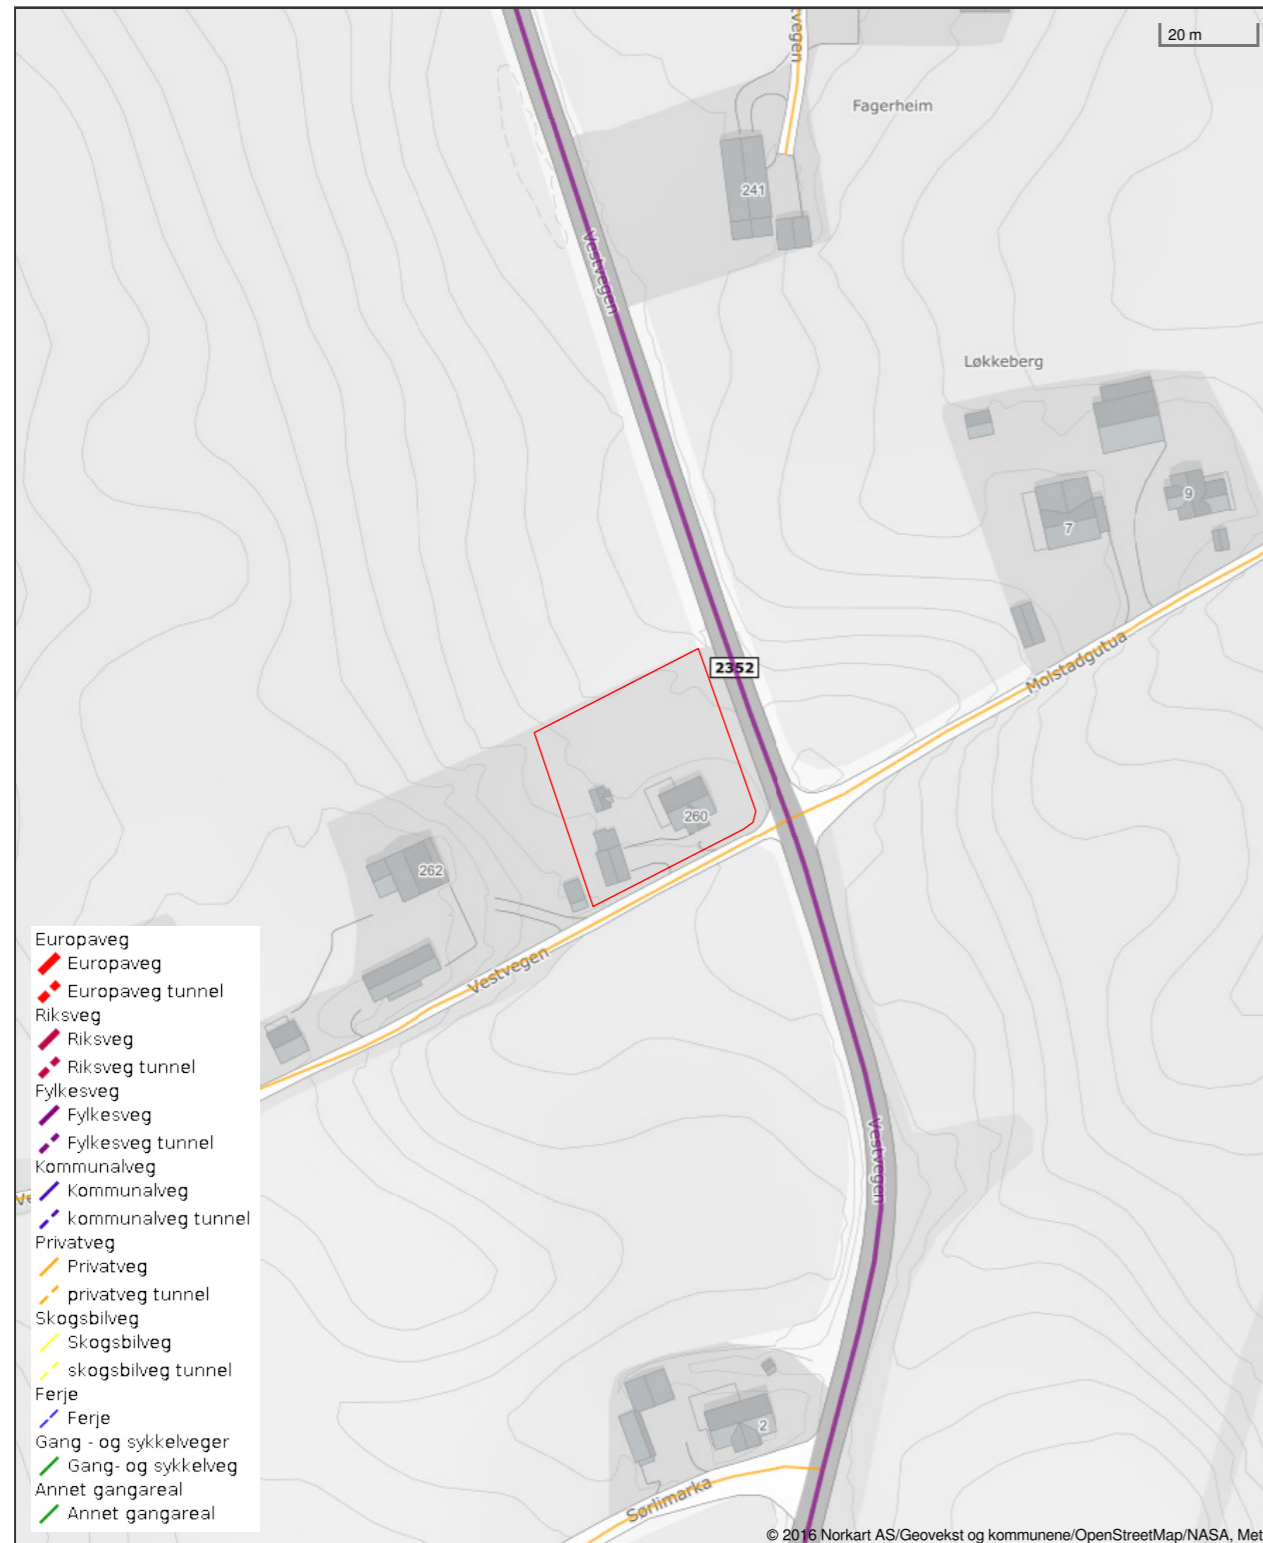 20 m
vegen
Fagerheim
241
Vestvegen
Løkkeberg
9
7
Molstadgutua
2352
260
262
Vestvegen
Vestvegen
Ve
2
Sørlimarka
Europaveg
Europaveg
Europaveg tunnel
Riksveg
Riksveg
Riksveg tunnel
Fylkesveg
Fylkesveg
Fylkesveg tunnel
Kommunalveg
Kommunalveg
kommunalveg tunnel
Privatveg
Privatveg
privatveg tunnel
Skogsbilveg
Skogsbilveg
skogsbilveg tunnel
Ferje
Ferje
Gang - og sykkelveger
Gang- og sykkelveg
Annet gangareal
Annet gangareal
© 2016 Norkart AS/Geovekst og kommunene/OpenStreetMap/NASA, Met